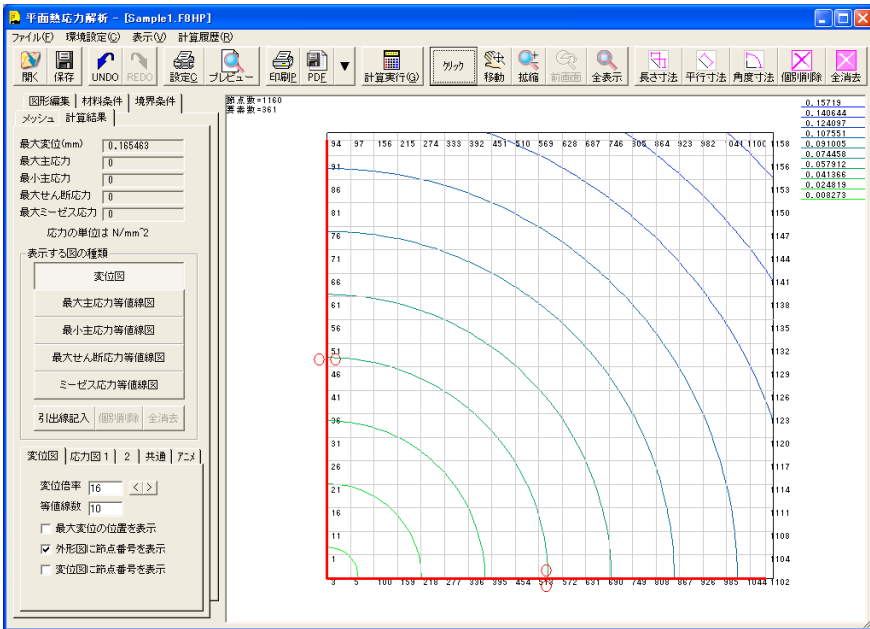 平面熱応力解析 - [Sample1.F8HP]
ファイル(F) 環境設定(C) 表示(V) 計算履歴(R)
開く 保存 UNDO REDO 設定C プレビュー 印刷P PDF ▼ 計算実行(G) クリック 移動 拡縮 前画面 全表示 長さ寸法 平行寸法 角度寸法 個別削除 全消去
図形編集 材料条件 境界条件
メッシュ 計算結果
最大変位(mm) 0.165463
最大主応力 0
最小主応力 0
最大せん断応力 0
最大ミーゼス応力 0
応力の単位は N/mm^2
表示する図の種類
変位図
最大主応力等値線図
最小主応力等値線図
最大せん断応力等値線図
ミーゼス応力等値線図
引出線記入 個別削除 全消去
変位図 応力図1 2 共通 アニメ
変位倍率 16 < >
等値線数 10
最大変位の位置を表示
外形図に節点番号を表示
変位図に節点番号を表示
節点数=1160
要素数=361
0.15719
0.140644
0.124097
0.107551
0.091005
0.074458
0.057912
0.041366
0.024819
0.008273
94 97 156 215 274 333 392 451 510 569 628 687 746 805 864 923 982 1041 1100 1158
91 1156
86 1153
81 1150
76 1147
71 1144
66 1141
61 1138
56 1135
51 1132
46 1129
41 1126
36 1123
31 1120
26 1117
21 1114
16 1111
11 1108
1 1104
3 5 100 159 218 277 336 395 454 513 572 631 690 749 808 867 926 985 1044 1102